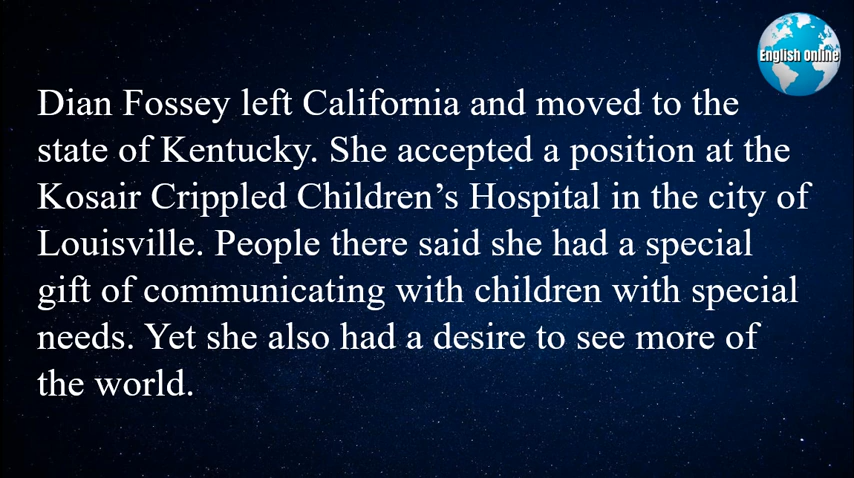 English Online
Dian Fossey left California and moved to the
state of Kentucky. She accepted a position at the
Kosair Crippled Children’s Hospital in the city of
Louisville. People there said she had a special
gift of communicating with children with special
needs. Yet she also had a desire to see more of
the world.